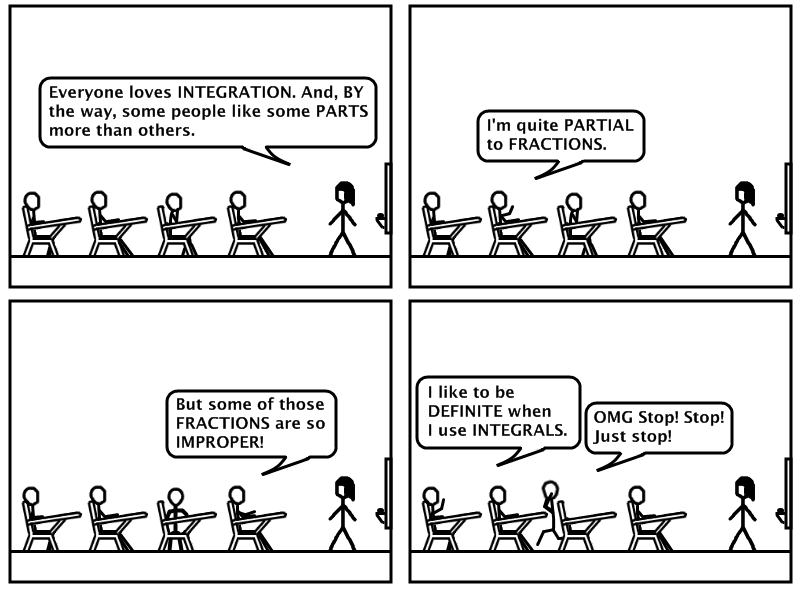 Everyone loves INTEGRATION. And, BY
the way, some people like some PARTS
more than others.
I'm quite PARTIAL
to FRACTIONS.
But some of those
FRACTIONS are so
IMPROPER!
I like to be
DEFINITE when
I use INTEGRALS.
OMG Stop! Stop!
Just stop!